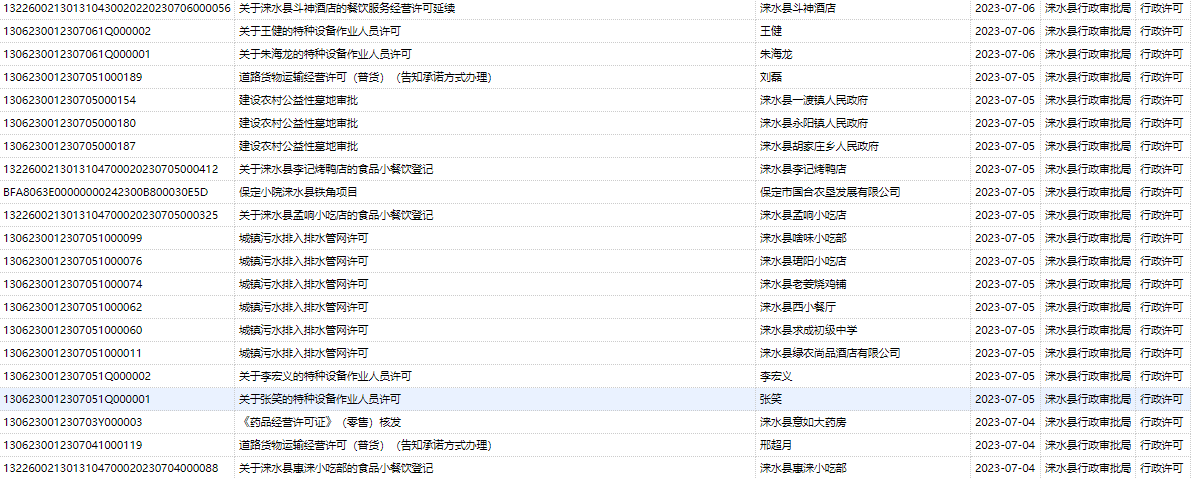 13226002130131043002022023070600005​6 关于涞水县斗神酒店的餐饮服务经营许可延续 涞水县斗神酒店 2023-07-06 涞水县行政审批局 行政许可
1306230012307061Q000002 关于王健的特种设备作业人员许可 王健 2023-07-06 涞水县行政审批局 行政许可
1306230012307061Q000001 关于朱海龙的特种设备作业人员许可 朱海龙 2023-07-06 涞水县行政审批局 行政许可
1306230012307051000189 道路货物运输经营许可（普货）（告知承诺方式办理） 刘磊 2023-07-05 涞水县行政审批局 行政许可
130623001230705000154 建设农村公益性墓地审批 涞水县一渡镇人民政府 2023-07-05 涞水县行政审批局 行政许可
130623001230705000180 建设农村公益性墓地审批 涞水县永阳镇人民政府 2023-07-05 涞水县行政审批局 行政许可
130623001230705000187 建设农村公益性墓地审批 涞水县胡家庄乡人民政府 2023-07-05 涞水县行政审批局 行政许可
1322600213013104700020230705000412 关于涞水县李记烤鸭店的食品小餐饮登记 涞水县李记烤鸭店 2023-07-05 涞水县行政审批局 行政许可
BFA8063E00000000242300B800030E5D 保定小院涞水县铁角项目 保定市国合农垦发展有限公司 2023-07-05 涞水县行政审批局 行政许可
1322600213013104700020230705000325 关于涞水县孟响小吃店的食品小餐饮登记 涞水县孟响小吃店 2023-07-05 涞水县行政审批局 行政许可
1306230012307051000099 城镇污水排入排水管网许可 涞水县啥味小吃部 2023-07-05 涞水县行政审批局 行政许可
1306230012307051000076 城镇污水排入排水管网许可 涞水县珺阳小吃店 2023-07-05 涞水县行政审批局 行政许可
1306230012307051000074 城镇污水排入排水管网许可 涞水县老姜烧鸡铺 2023-07-05 涞水县行政审批局 行政许可
1306230012307051000062 城镇污水排入排水管网许可 涞水县西小餐厅 2023-07-05 涞水县行政审批局 行政许可
1306230012307051000060 城镇污水排入排水管网许可 涞水县求成初级中学 2023-07-05 涞水县行政审批局 行政许可
1306230012307051000011 城镇污水排入排水管网许可 涞水县绿农尚品酒店有限公司 2023-07-05 涞水县行政审批局 行政许可
1306230012307051Q000002 关于李宏义的特种设备作业人员许可 李宏义 2023-07-05 涞水县行政审批局 行政许可
1306230012307051Q000001 关于张笑的特种设备作业人员许可 张笑 2023-07-05 涞水县行政审批局 行政许可
130623001230703Y000003 《药品经营许可证》（零售）核发 涞水县意如大药房 2023-07-04 涞水县行政审批局 行政许可
1306230012307041000119 道路货物运输经营许可（普货）（告知承诺方式办理） 邢超月 2023-07-04 涞水县行政审批局 行政许可
1322600213013104700020230704000088 关于涞水县惠涞小吃部的食品小餐饮登记 涞水县惠涞小吃部 2023-07-04 涞水县行政审批局 行政许可